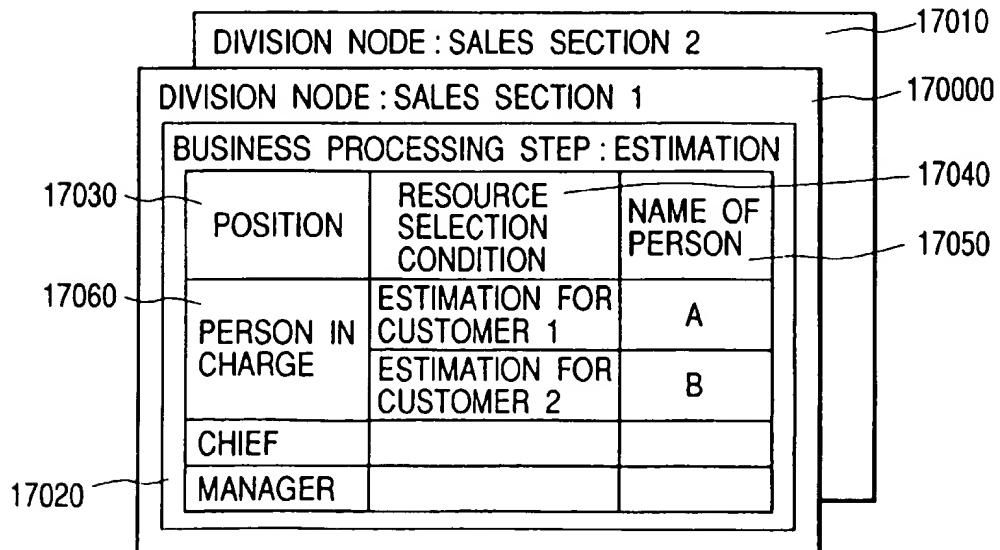 17010
DIVISION NODE : SALES SECTION 2
170000
DIVISION NODE : SALES SECTION 1
BUSINESS PROCESSING STEP : ESTIMATION
17030
17040
POSITION
RESOURCE
SELECTION
CONDITION
NAME OF
PERSON
17050
17060
PERSON IN
CHARGE
ESTIMATION FOR
CUSTOMER 1
A
ESTIMATION FOR
CUSTOMER 2
B
CHIEF
MANAGER
17020